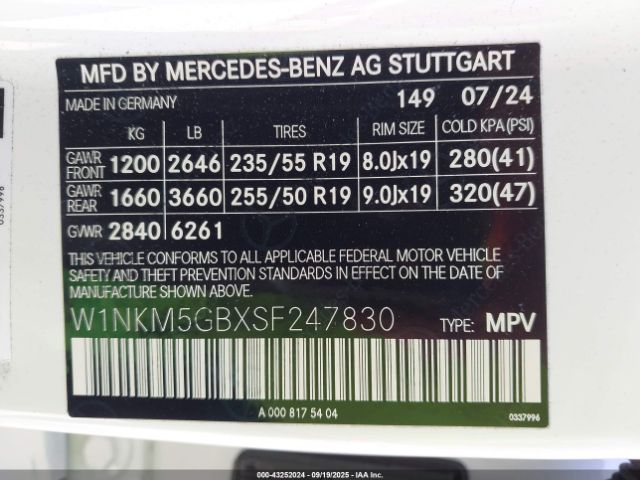 MFD BY MERCEDES-BENZ AG STUTTGART
MADE IN GERMANY 149 07/24
KG LB TIRES RIM SIZE COLD KPA(PSI)
GAWR FRONT 1200 2646 235/55 R19 8.0Jx19 280(41)
GAWR REAR 1660 3660 255/50 R19 9.0Jx19 320(47)
GVWR 2840 6261
THIS VEHICLE CONFORMS TO ALL APPLICABLE FEDERAL MOTOR VEHICLE
SAFETY AND THEFT PREVENTION STANDARDS IN EFFECT ON THE
DATE OF MANUFACTURE SHOWN ABOVE.
W1NKM5GBXSF247830 TYPE: MPV
A 000 817 54 04
0337996
0337996
000-43252024 - 09/19/2025 - IAA Inc.